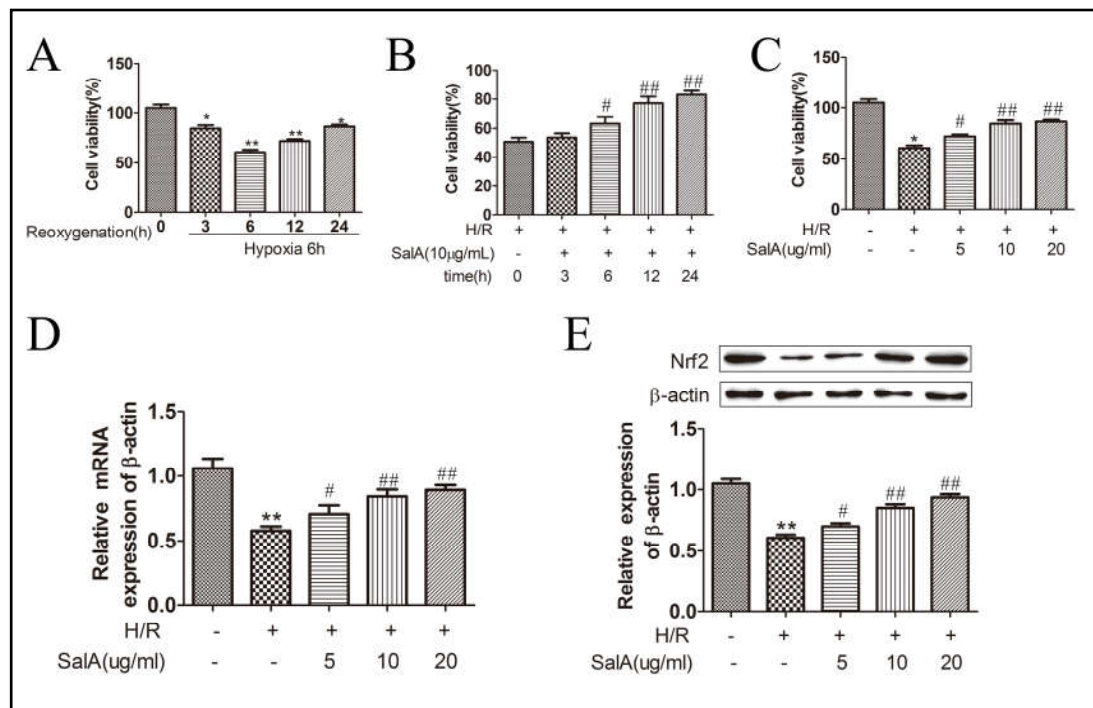 A
Cell viability(%)
150
100
50
0
* ** ** *
Reoxygenation(h) 0 3 6 12 24
Hypoxia 6h
B
Cell viability(%)
100
80
60
40
20
0
# ## ##
H/R + + + + +
SalA(10μg/mL) - + + + +
time(h) 0 3 6 12 24
C
Cell viability(%)
150
100
50
0
* # ## ##
H/R - + + + +
SalA(ug/ml) - - 5 10 20
D
Relative mRNA
expression of β-actin
1.5
1.0
0.5
0.0
** # ## ##
H/R - + + + +
SalA(ug/ml) - - 5 10 20
E
Nrf2
β-actin
Relative expression
of β-actin
1.5
1.0
0.5
0.0
** # ## ##
H/R - + + + +
SalA(ug/ml) - - 5 10 20